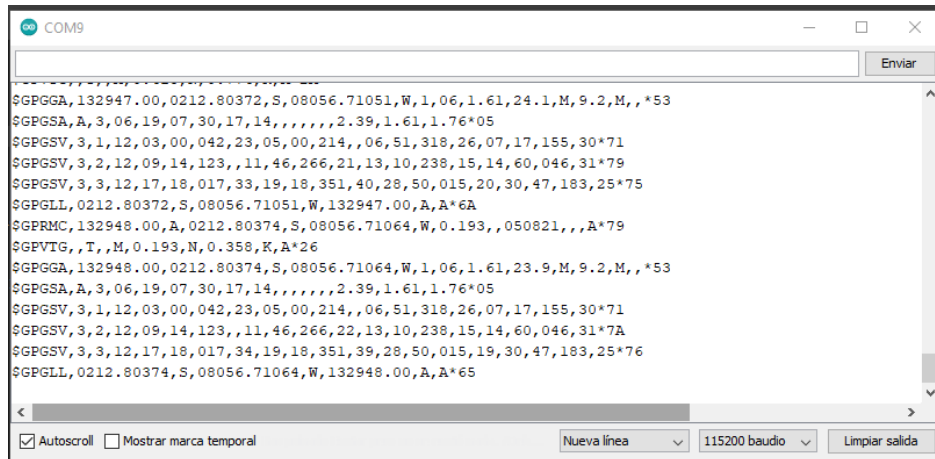 COM9
Enviar
$GPGGA,132947.00,0212.80372,S,08056.71051,W,1,06,1.61,24.1,M,9.2,M,,*53
$GPGSA,A,3,06,19,07,30,17,14,,,,,,,2.39,1.61,1.76*05
$GPGSV,3,1,12,03,00,042,23,05,00,214,,06,51,318,26,07,17,155,30*71
$GPGSV,3,2,12,09,14,123,,11,46,266,21,13,10,238,15,14,60,046,31*79
$GPGSV,3,3,12,17,18,017,33,19,18,351,40,28,50,015,20,30,47,183,25*75
$GPGLL,0212.80372,S,08056.71051,W,132947.00,A,A*6A
$GPRMC,132948.00,A,0212.80374,S,08056.71064,W,0.193,,050821,,,A*79
$GPVTG,,T,,M,0.193,N,0.358,K,A*26
$GPGGA,132948.00,0212.80374,S,08056.71064,W,1,06,1.61,23.9,M,9.2,M,,*53
$GPGSA,A,3,06,19,07,30,17,14,,,,,,,2.39,1.61,1.76*05
$GPGSV,3,1,12,03,00,042,23,05,00,214,,06,51,318,26,07,17,155,30*71
$GPGSV,3,2,12,09,14,123,,11,46,266,22,13,10,238,15,14,60,046,31*7A
$GPGSV,3,3,12,17,18,017,34,19,18,351,39,28,50,015,19,30,47,183,25*76
$GPGLL,0212.80374,S,08056.71064,W,132948.00,A,A*65
Autoscroll Mostrar marca temporal Nueva línea 115200 baudio Limpiar salida